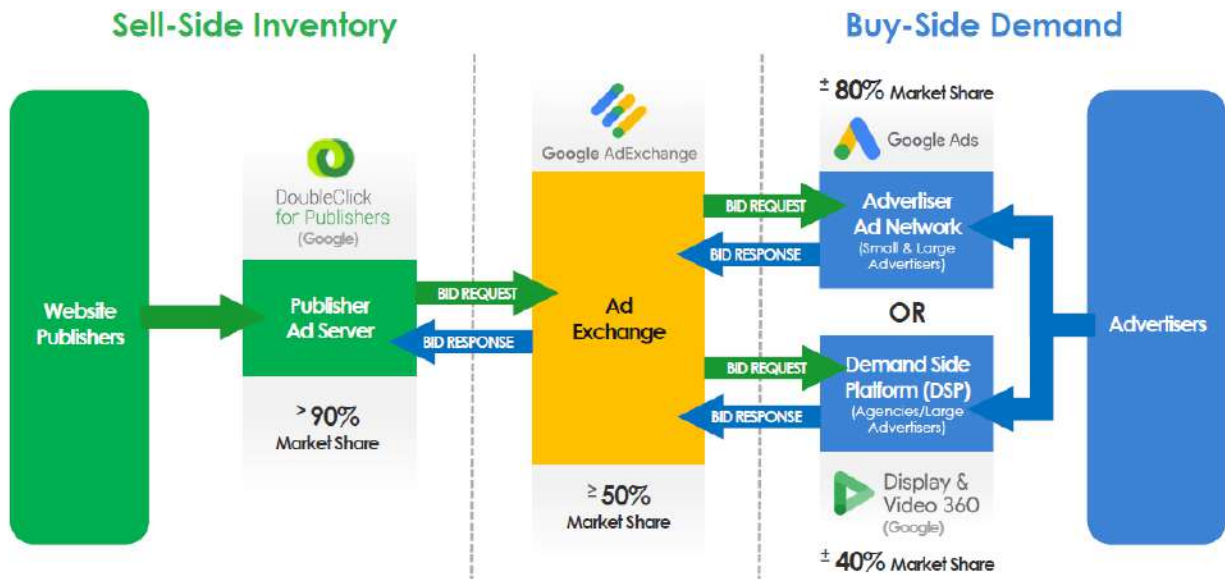 Sell-Side Inventory
Buy-Side Demand
Website
Publishers
DoubleClick
for Publishers
(Google)
Publisher
Ad Server
> 90%
Market Share
BID REQUEST
BID RESPONSE
Google AdExchange
Ad
Exchange
≥ 50%
Market Share
BID REQUEST
BID RESPONSE
BID REQUEST
BID RESPONSE
± 80% Market Share
Google Ads
Advertiser
Ad Network
(Small & Large
Advertisers)
OR
Demand Side
Platform (DSP)
(Agencies/Large
Advertisers)
Display &
Video 360
(Google)
± 40% Market Share
Advertisers